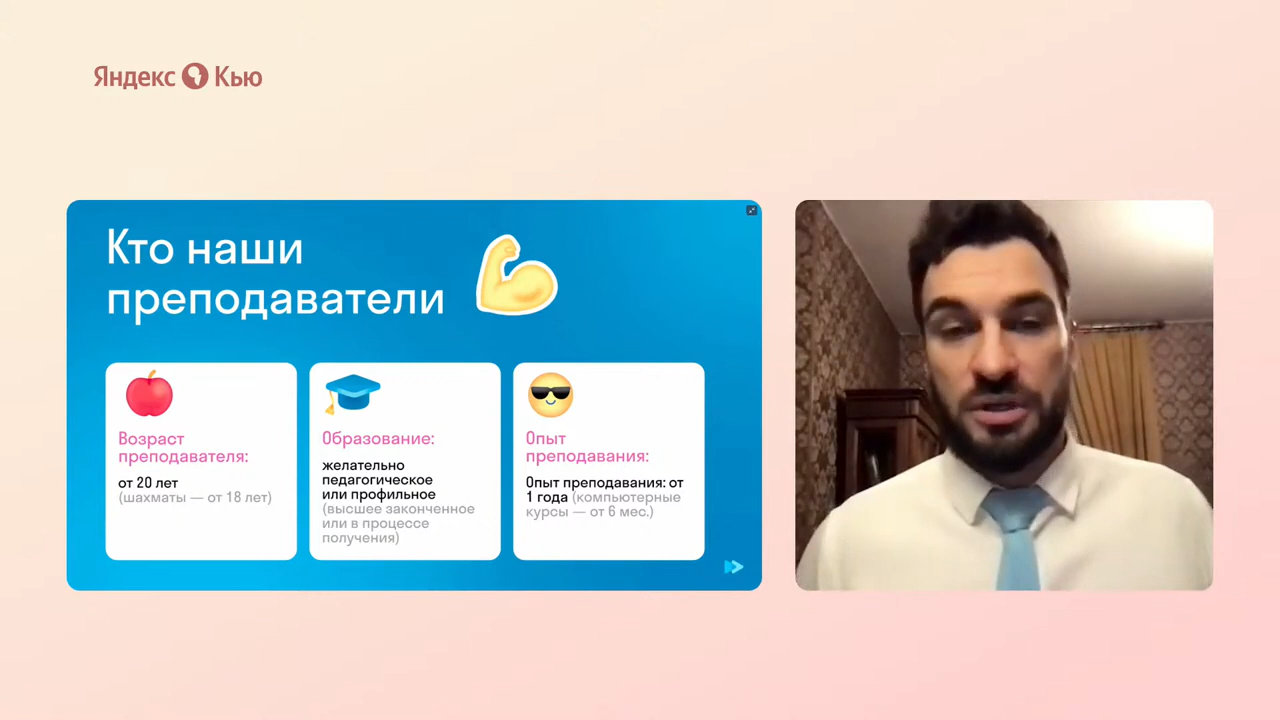 Яндекс Кью
Кто наши
преподаватели
Возраст
преподавателя:
от 20 лет
(шахматы — от 18 лет)
Образование:
желательно
педагогическое
или профильное
(высшее законченное
или в процессе
получения)
Опыт
преподавания:
Опыт преподавания: от
1 года (компьютерные
курсы — от 6 мес.)